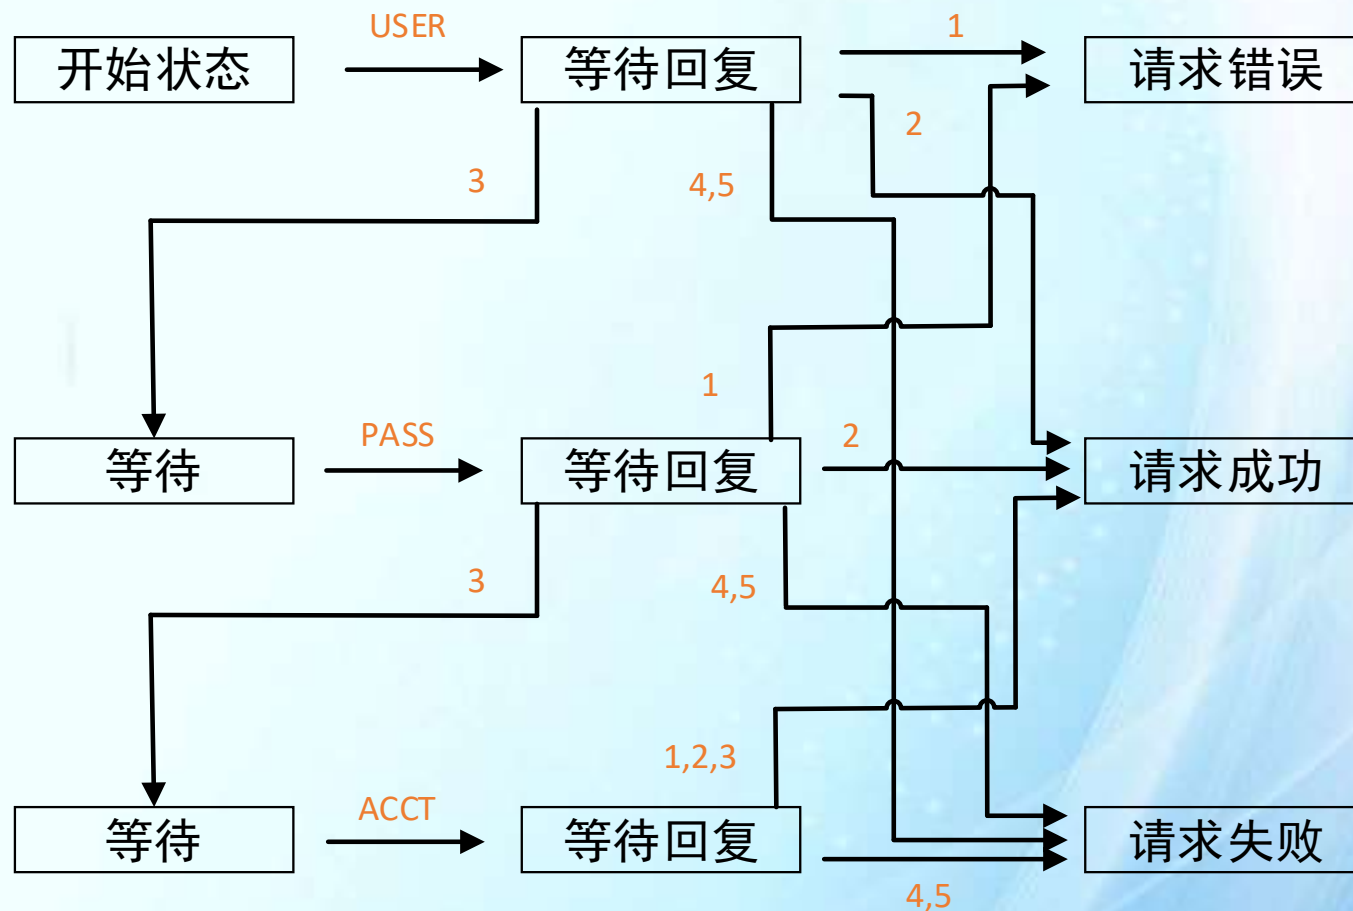 USER
1
开始状态
等待回复
请求错误
2
3
4,5
1
PASS
2
等待
等待回复
请求成功
3
4,5
1,2,3
ACCT
等待
等待回复
请求失败
4,5